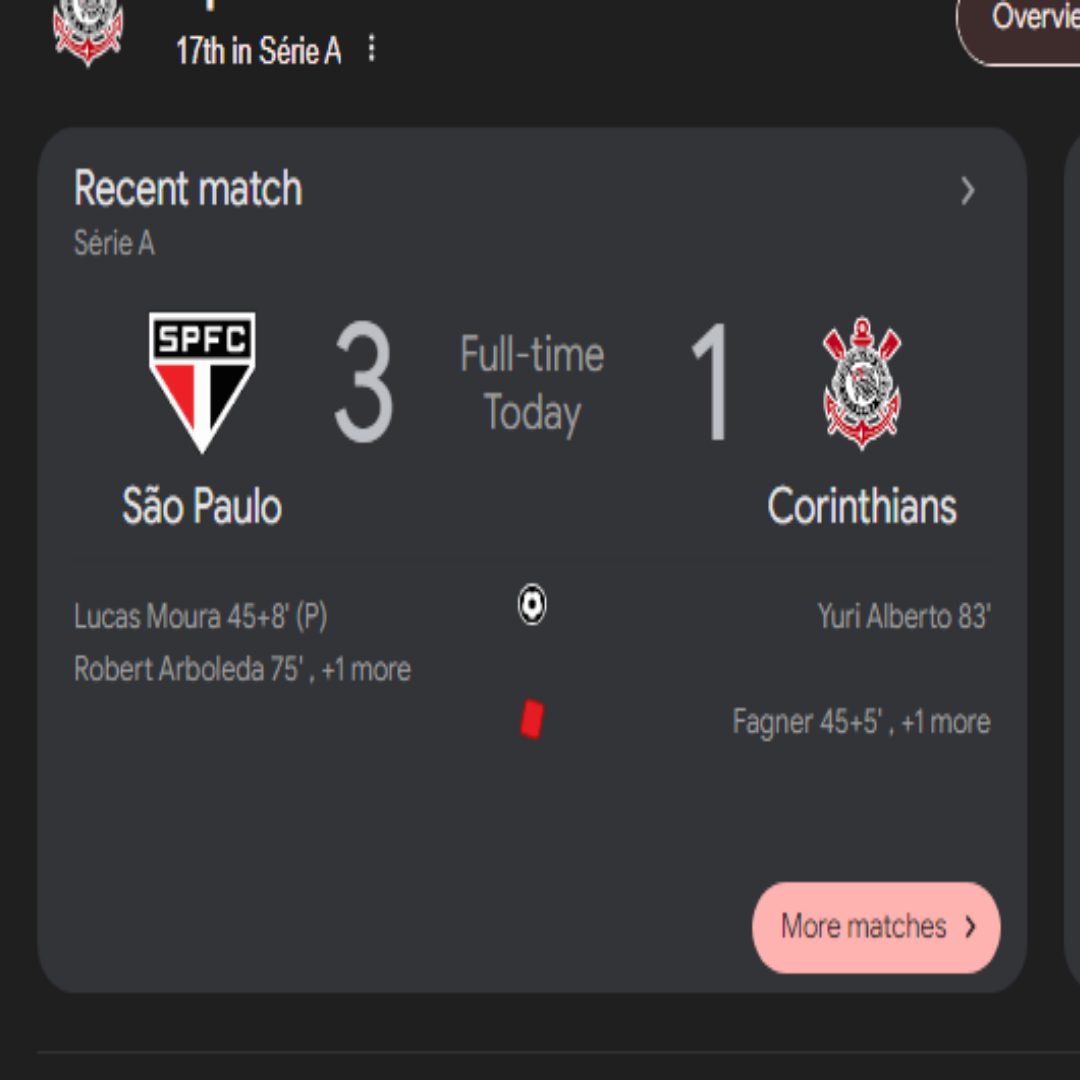 17th in Série A
Overvie
Recent match
Série A
SPFC
3
Full-time
Today
1
São Paulo
Corinthians
Lucas Moura 45+8' (P)
Yuri Alberto 83'
Robert Arboleda 75' , +1 more
Fagner 45+5' , +1 more
More matches